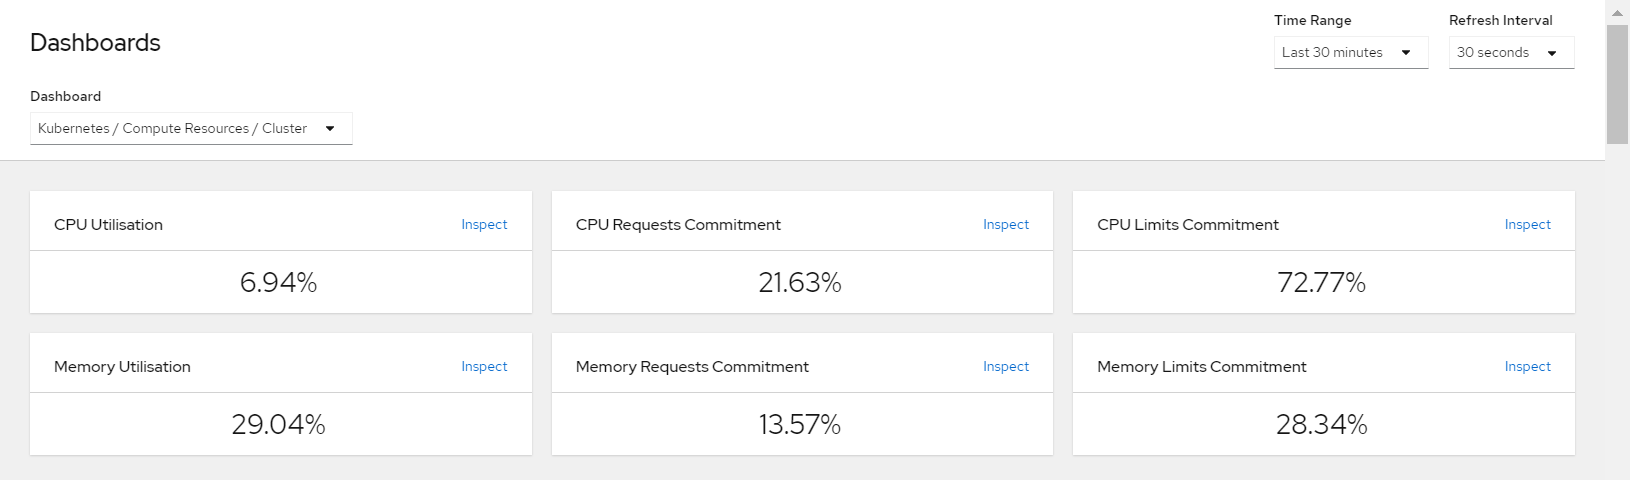 Dashboards
Time Range
Refresh Interval
Last 30 minutes
30 seconds
Dashboard
Kubernetes / Compute Resources / Cluster
CPU Utilisation
Inspect
CPU Requests Commitment
Inspect
CPU Limits Commitment
Inspect
6.94%
21.63%
72.77%
Memory Utilisation
Inspect
Memory Requests Commitment
Inspect
Memory Limits Commitment
Inspect
29.04%
13.57%
28.34%